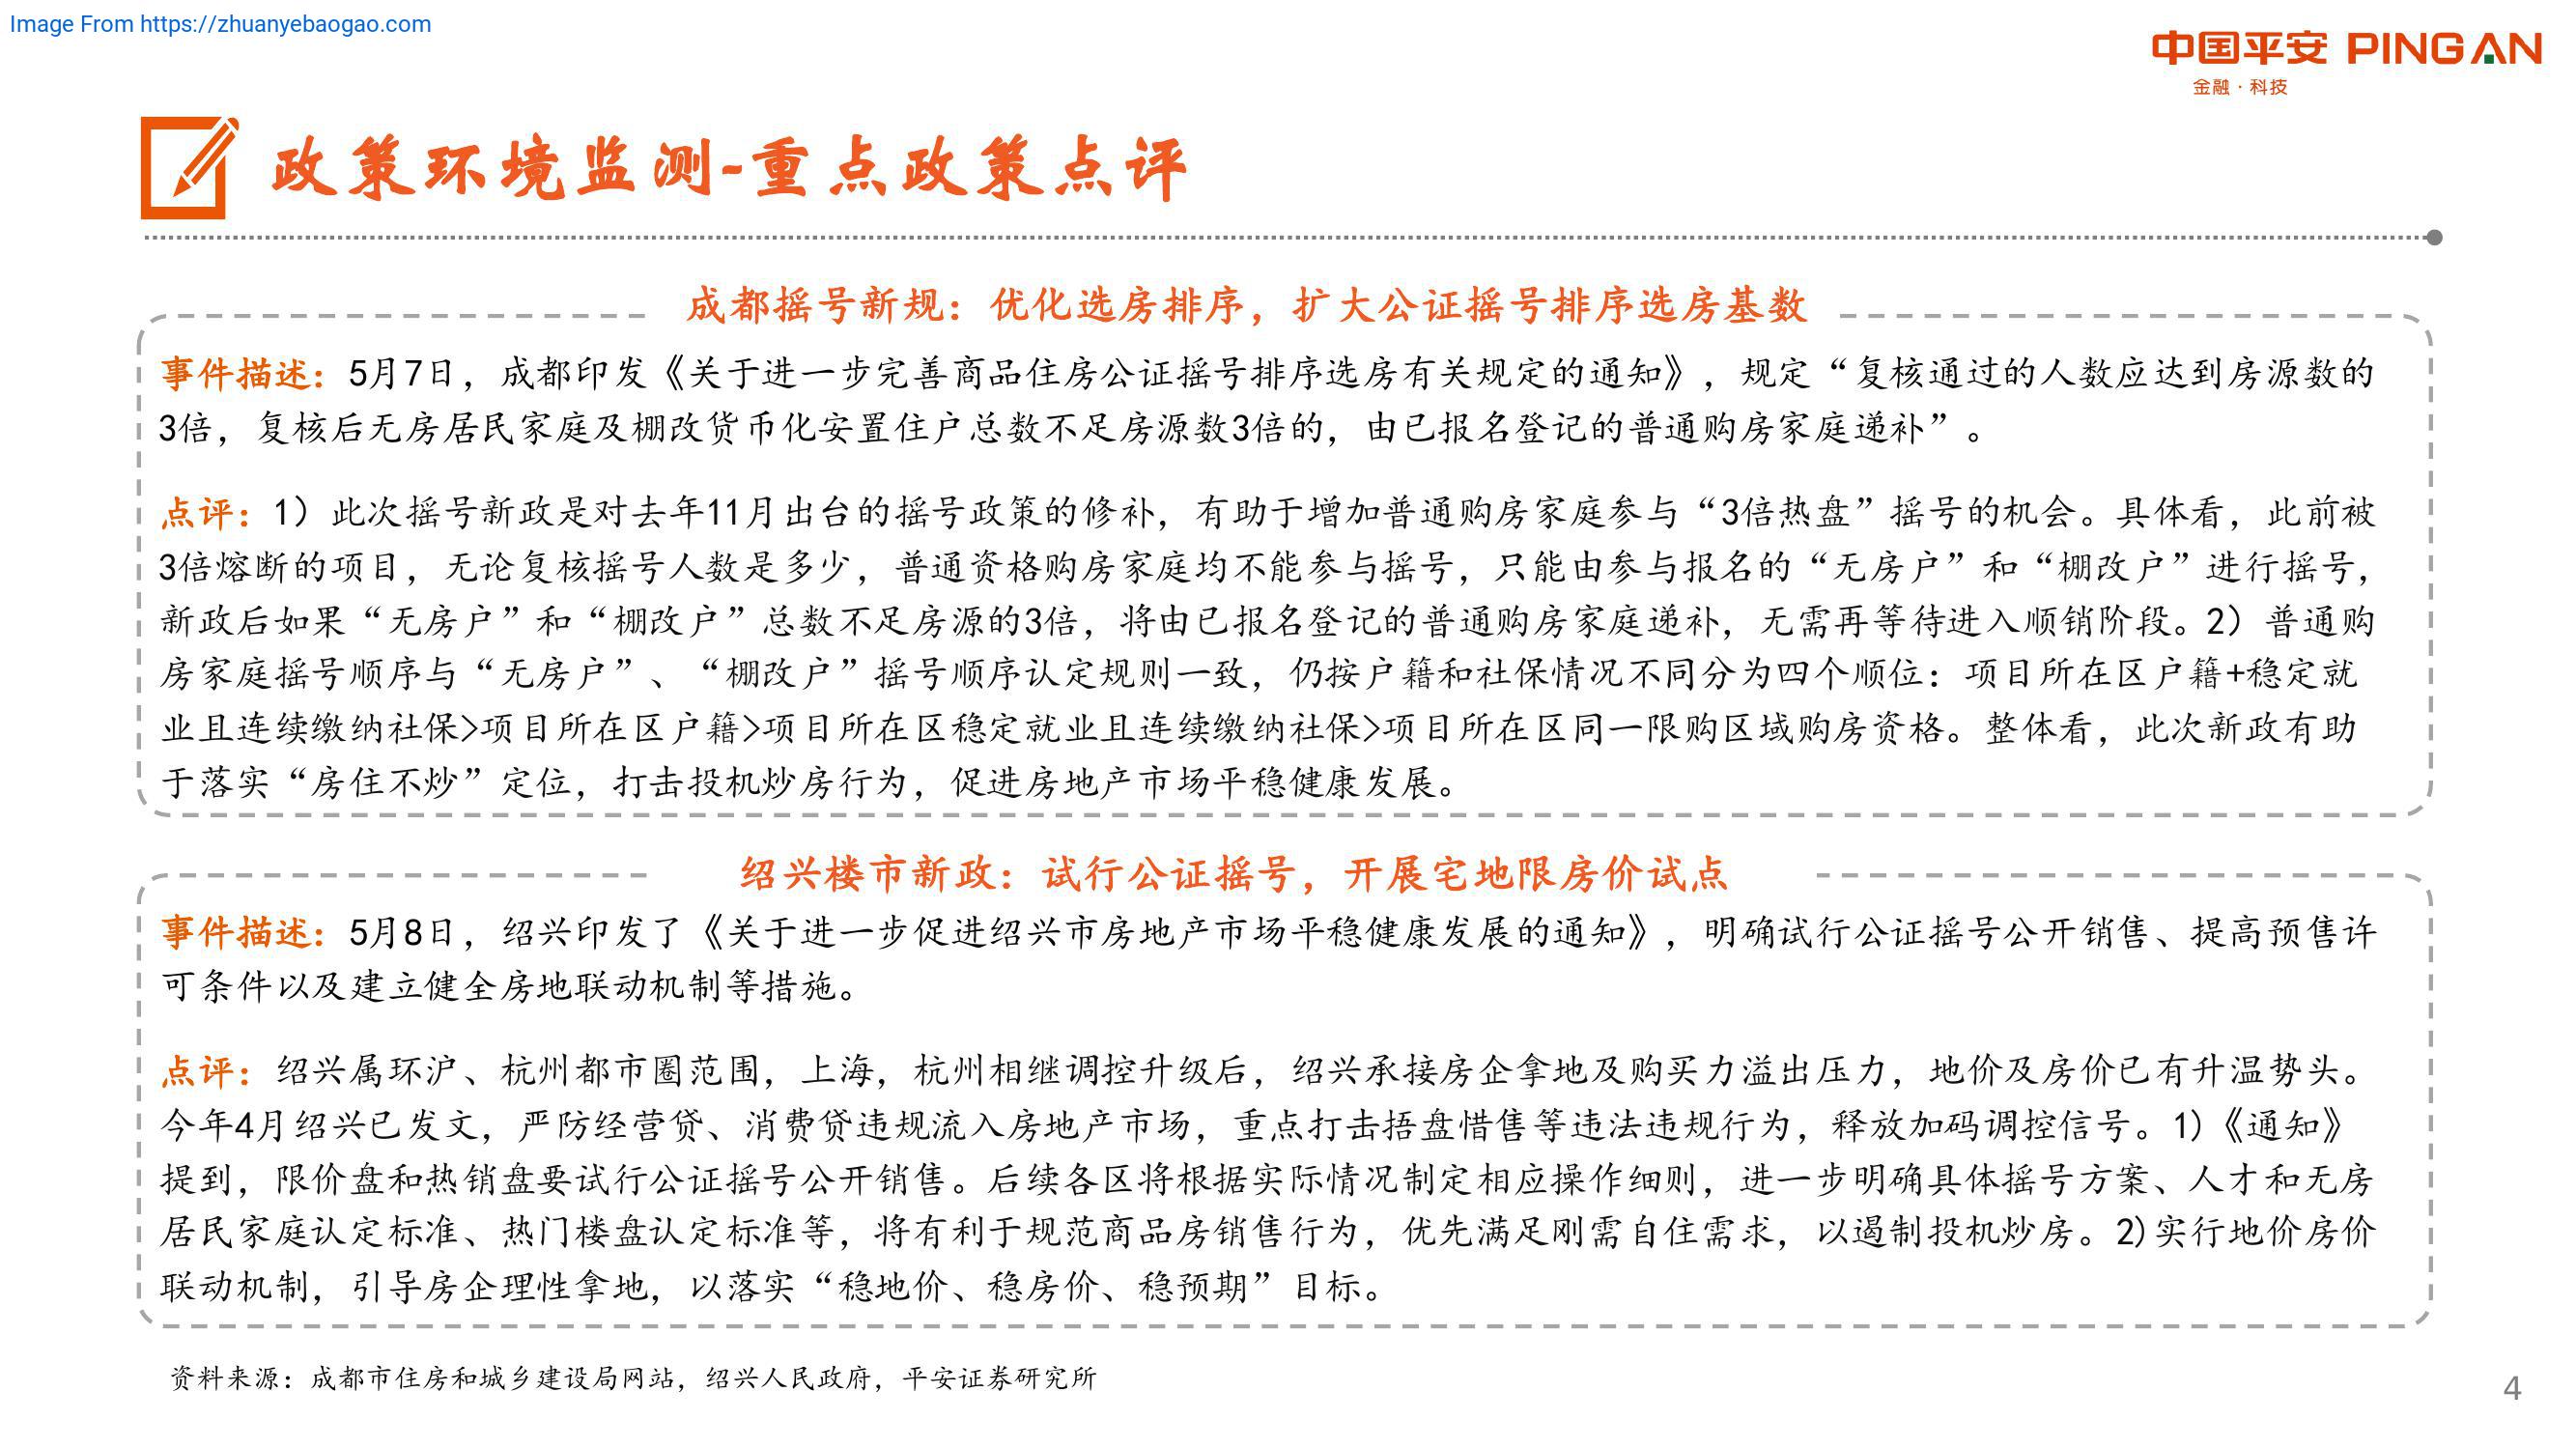 Image From https://zhuanyebaogao.com
中国平安 PINGAN
金融·科技
政策环境监测-重点政策点评
成都摇号新规：优化选房排序，扩大公证摇号排序选房基数
事件描述：5月7日，成都印发《关于进一步完善商品住房公证摇号排序选房有关规定的通知》，规定“复核通过的人数应达到房源数的
3倍，复核后无房居民家庭及棚改货币化安置住户总数不足房源数3倍的，由已报名登记的普通购房家庭递补”。
点评：1）此次摇号新政是对去年11月出台的摇号政策的修补，有助于增加普通购房家庭参与“3倍热盘”摇号的机会。具体看，此前被
3倍熔断的项目，无论复核摇号人数是多少，普通资格购房家庭均不能参与摇号，只能由参与报名的“无房户”和“棚改户”进行摇号，
新政后如果“无房户”和“棚改户”总数不足房源的3倍，将由已报名登记的普通购房家庭递补，无需再等待进入顺销阶段。2）普通购
房家庭摇号顺序与“无房户”、“棚改户”摇号顺序认定规则一致，仍按户籍和社保情况不同分为四个顺位：项目所在区户籍+稳定就
业且连续缴纳社保>项目所在区户籍>项目所在区稳定就业且连续缴纳社保>项目所在区同一限购区域购房资格。整体看，此次新政有助
于落实“房住不炒”定位，打击投机炒房行为，促进房地产市场平稳健康发展。
绍兴楼市新政：试行公证摇号，开展宅地限房价试点
事件描述：5月8日，绍兴印发了《关于进一步促进绍兴市房地产市场平稳健康发展的通知》，明确试行公证摇号公开销售、提高预售许
可条件以及建立健全房地联动机制等措施。
点评：绍兴属环沪、杭州都市圈范围，上海，杭州相继调控升级后，绍兴承接房企拿地及购买力溢出压力，地价及房价已有升温势头。
今年4月绍兴已发文，严防经营贷、消费贷违规流入房地产市场，重点打击捂盘惜售等违法违规行为，释放加码调控信号。1)《通知》
提到，限价盘和热销盘要试行公证摇号公开销售。后续各区将根据实际情况制定相应操作细则，进一步明确具体摇号方案、人才和无房
居民家庭认定标准、热门楼盘认定标准等，将有利于规范商品房销售行为，优先满足刚需自住需求，以遏制投机炒房。2)实行地价房价
联动机制，引导房企理性拿地，以落实“稳地价、稳房价、稳预期”目标。
资料来源：成都市住房和城乡建设局网站，绍兴人民政府，平安证券研究所
4